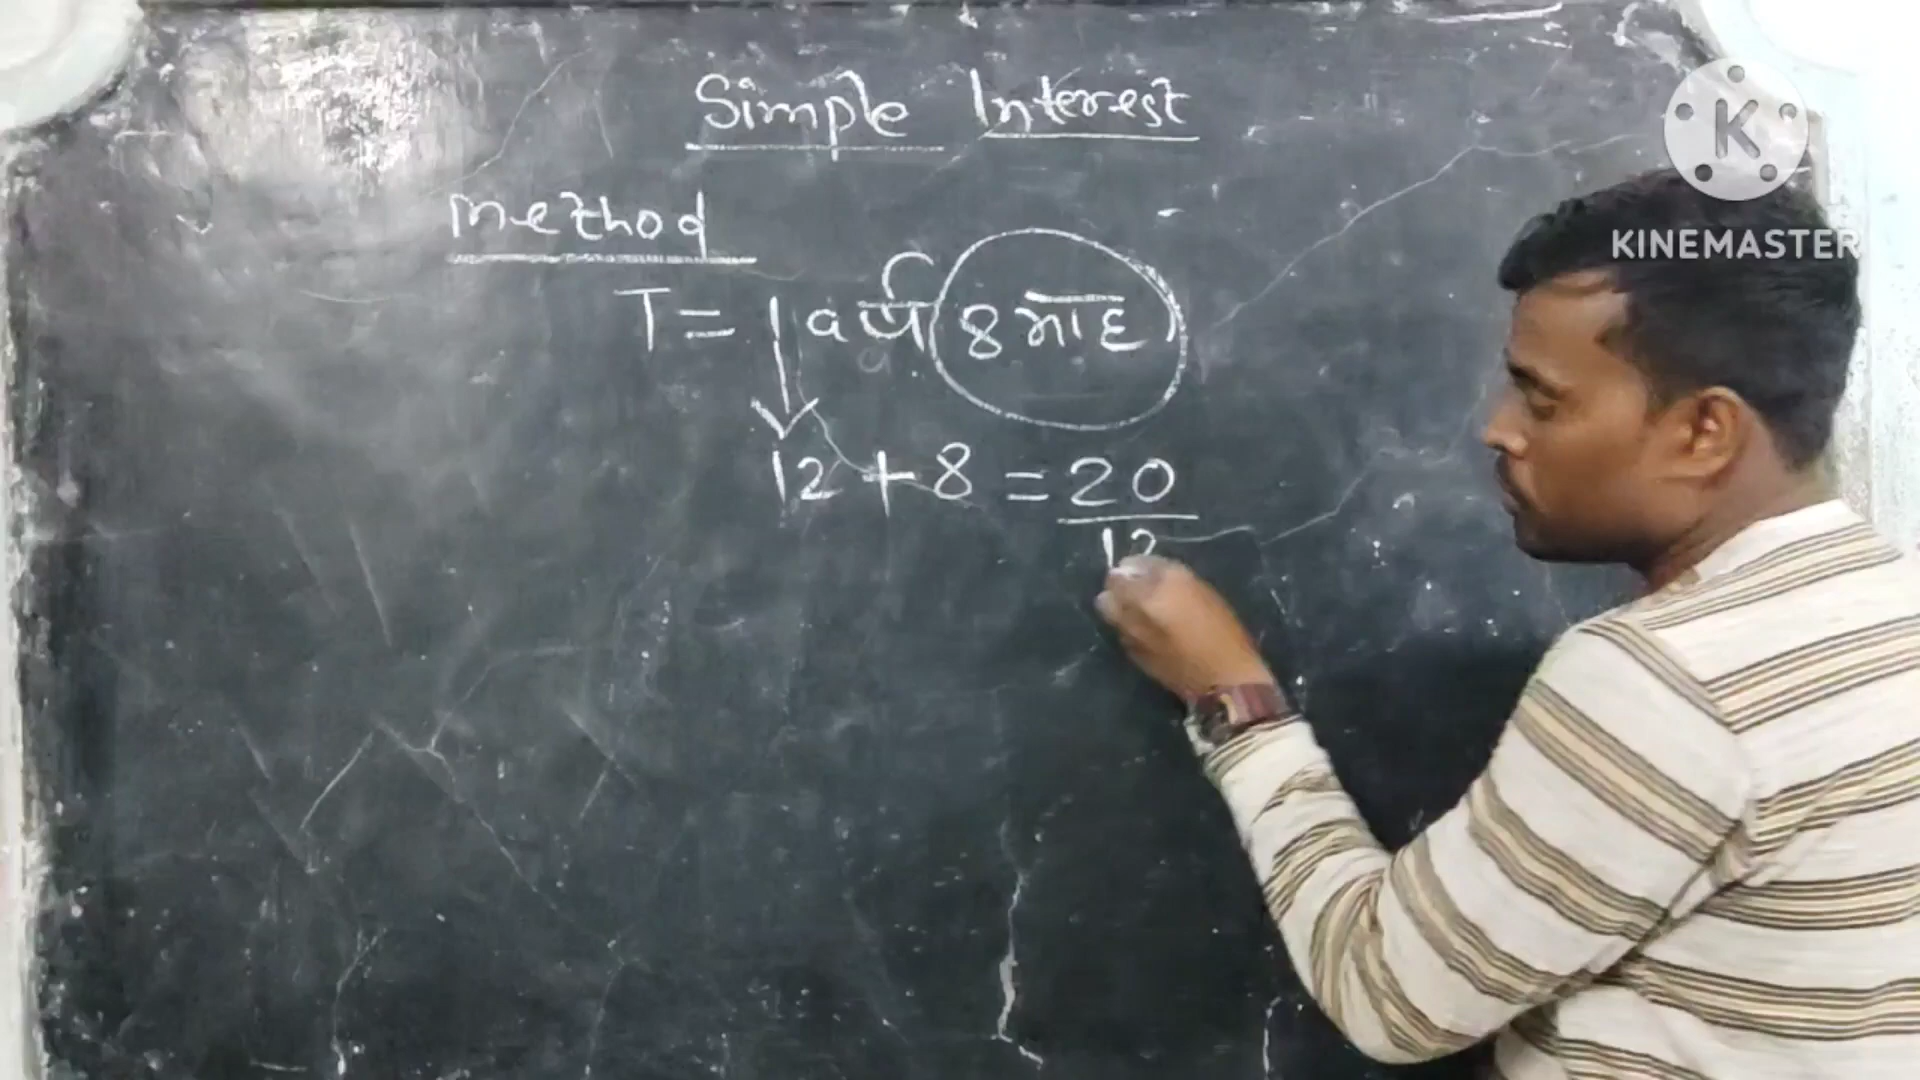 Simple Interest
Method
T = 1 वर्ष 8 माह
12 + 8 = 20
12
K
KINEMASTER